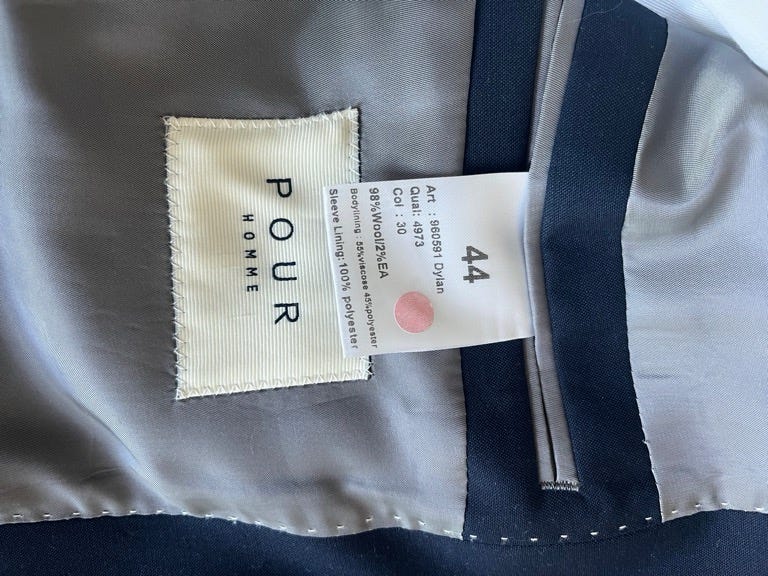 POUR
HOMME
44
Art : 960591 Dylan
Qual: 4973
Col : 30
98%Wool/2%EA
Bodylining: 55%viscose 45%polyester
Sleeve Lining:100% polyester